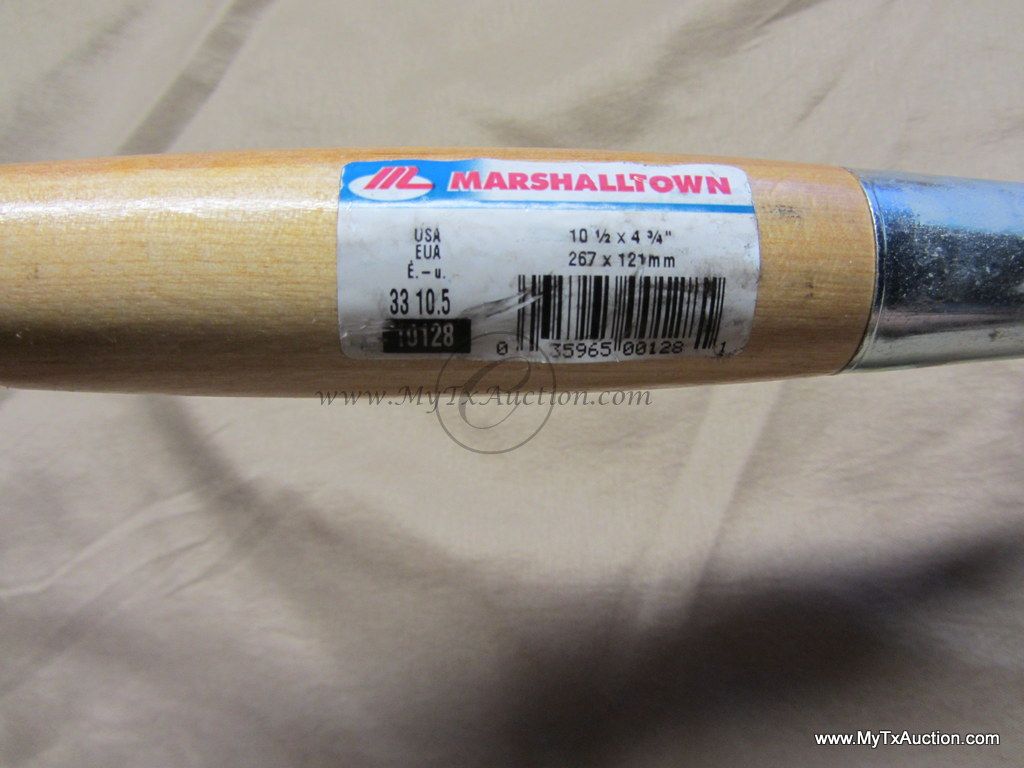 MARSHALLTOWN
USA
EUA
É.-u.
33 10.5
10128
10 ½ x 4 ¾"
267 x 121mm
0 35965 00128 1
www.MyTxAuction.com
www.MyTxAuction.com